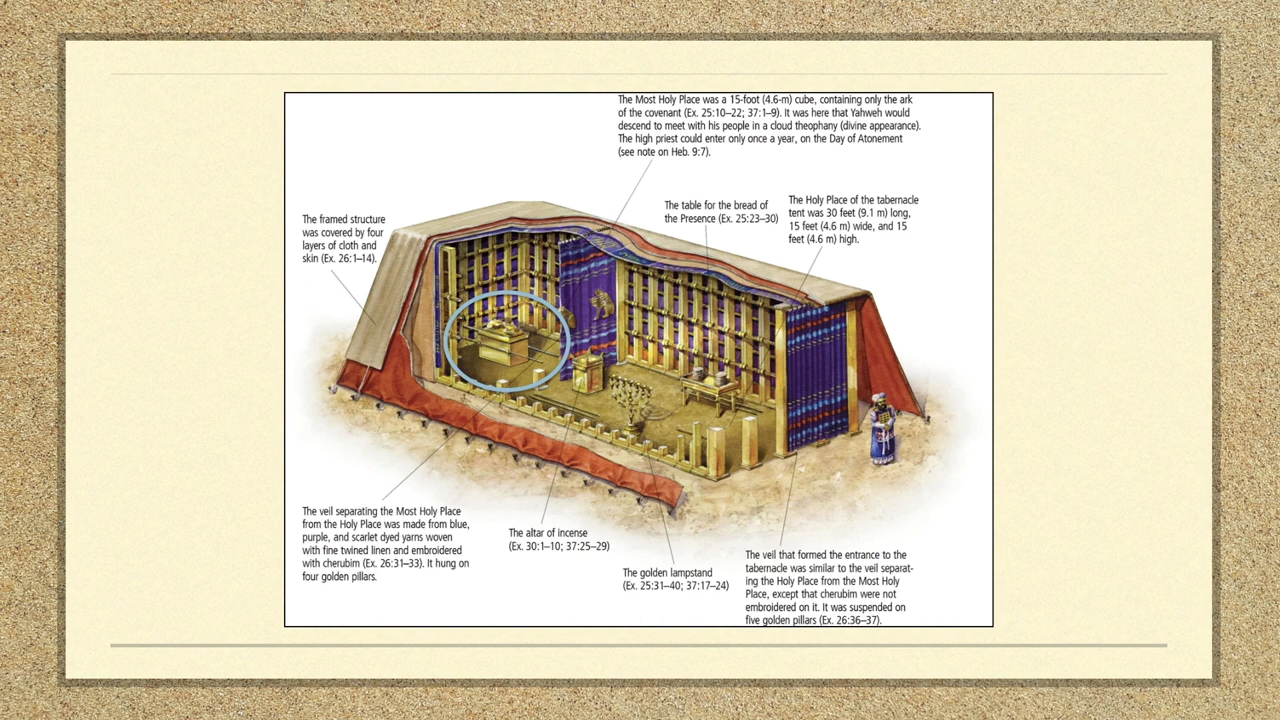 The Most Holy Place was a 15-foot (4.6-m) cube, containing only the ark
of the covenant (Ex. 25:10–22; 37:1–9). It was here that Yahweh would
descend to meet with his people in a cloud theophany (divine appearance).
The high priest could enter only once a year, on the Day of Atonement
(see note on Heb. 9:7).
The framed structure
was covered by four
layers of cloth and
skin (Ex. 26:1–14).
The table for the bread of
the Presence (Ex. 25:23–30)
The Holy Place of the tabernacle
tent was 30 feet (9.1 m) long,
15 feet (4.6 m) wide, and 15
feet (4.6 m) high.
The veil separating the Most Holy Place
from the Holy Place was made from blue,
purple, and scarlet dyed yarns woven
with fine twined linen and embroidered
with cherubim (Ex. 26:31–33). It hung on
four golden pillars.
The altar of incense
(Ex. 30:1–10; 37:25–29)
The golden lampstand
(Ex. 25:31–40; 37:17–24)
The veil that formed the entrance to the
tabernacle was similar to the veil separat-
ing the Holy Place from the Most Holy
Place, except that cherubim were not
embroidered on it. It was suspended on
five golden pillars (Ex. 26:36–37).